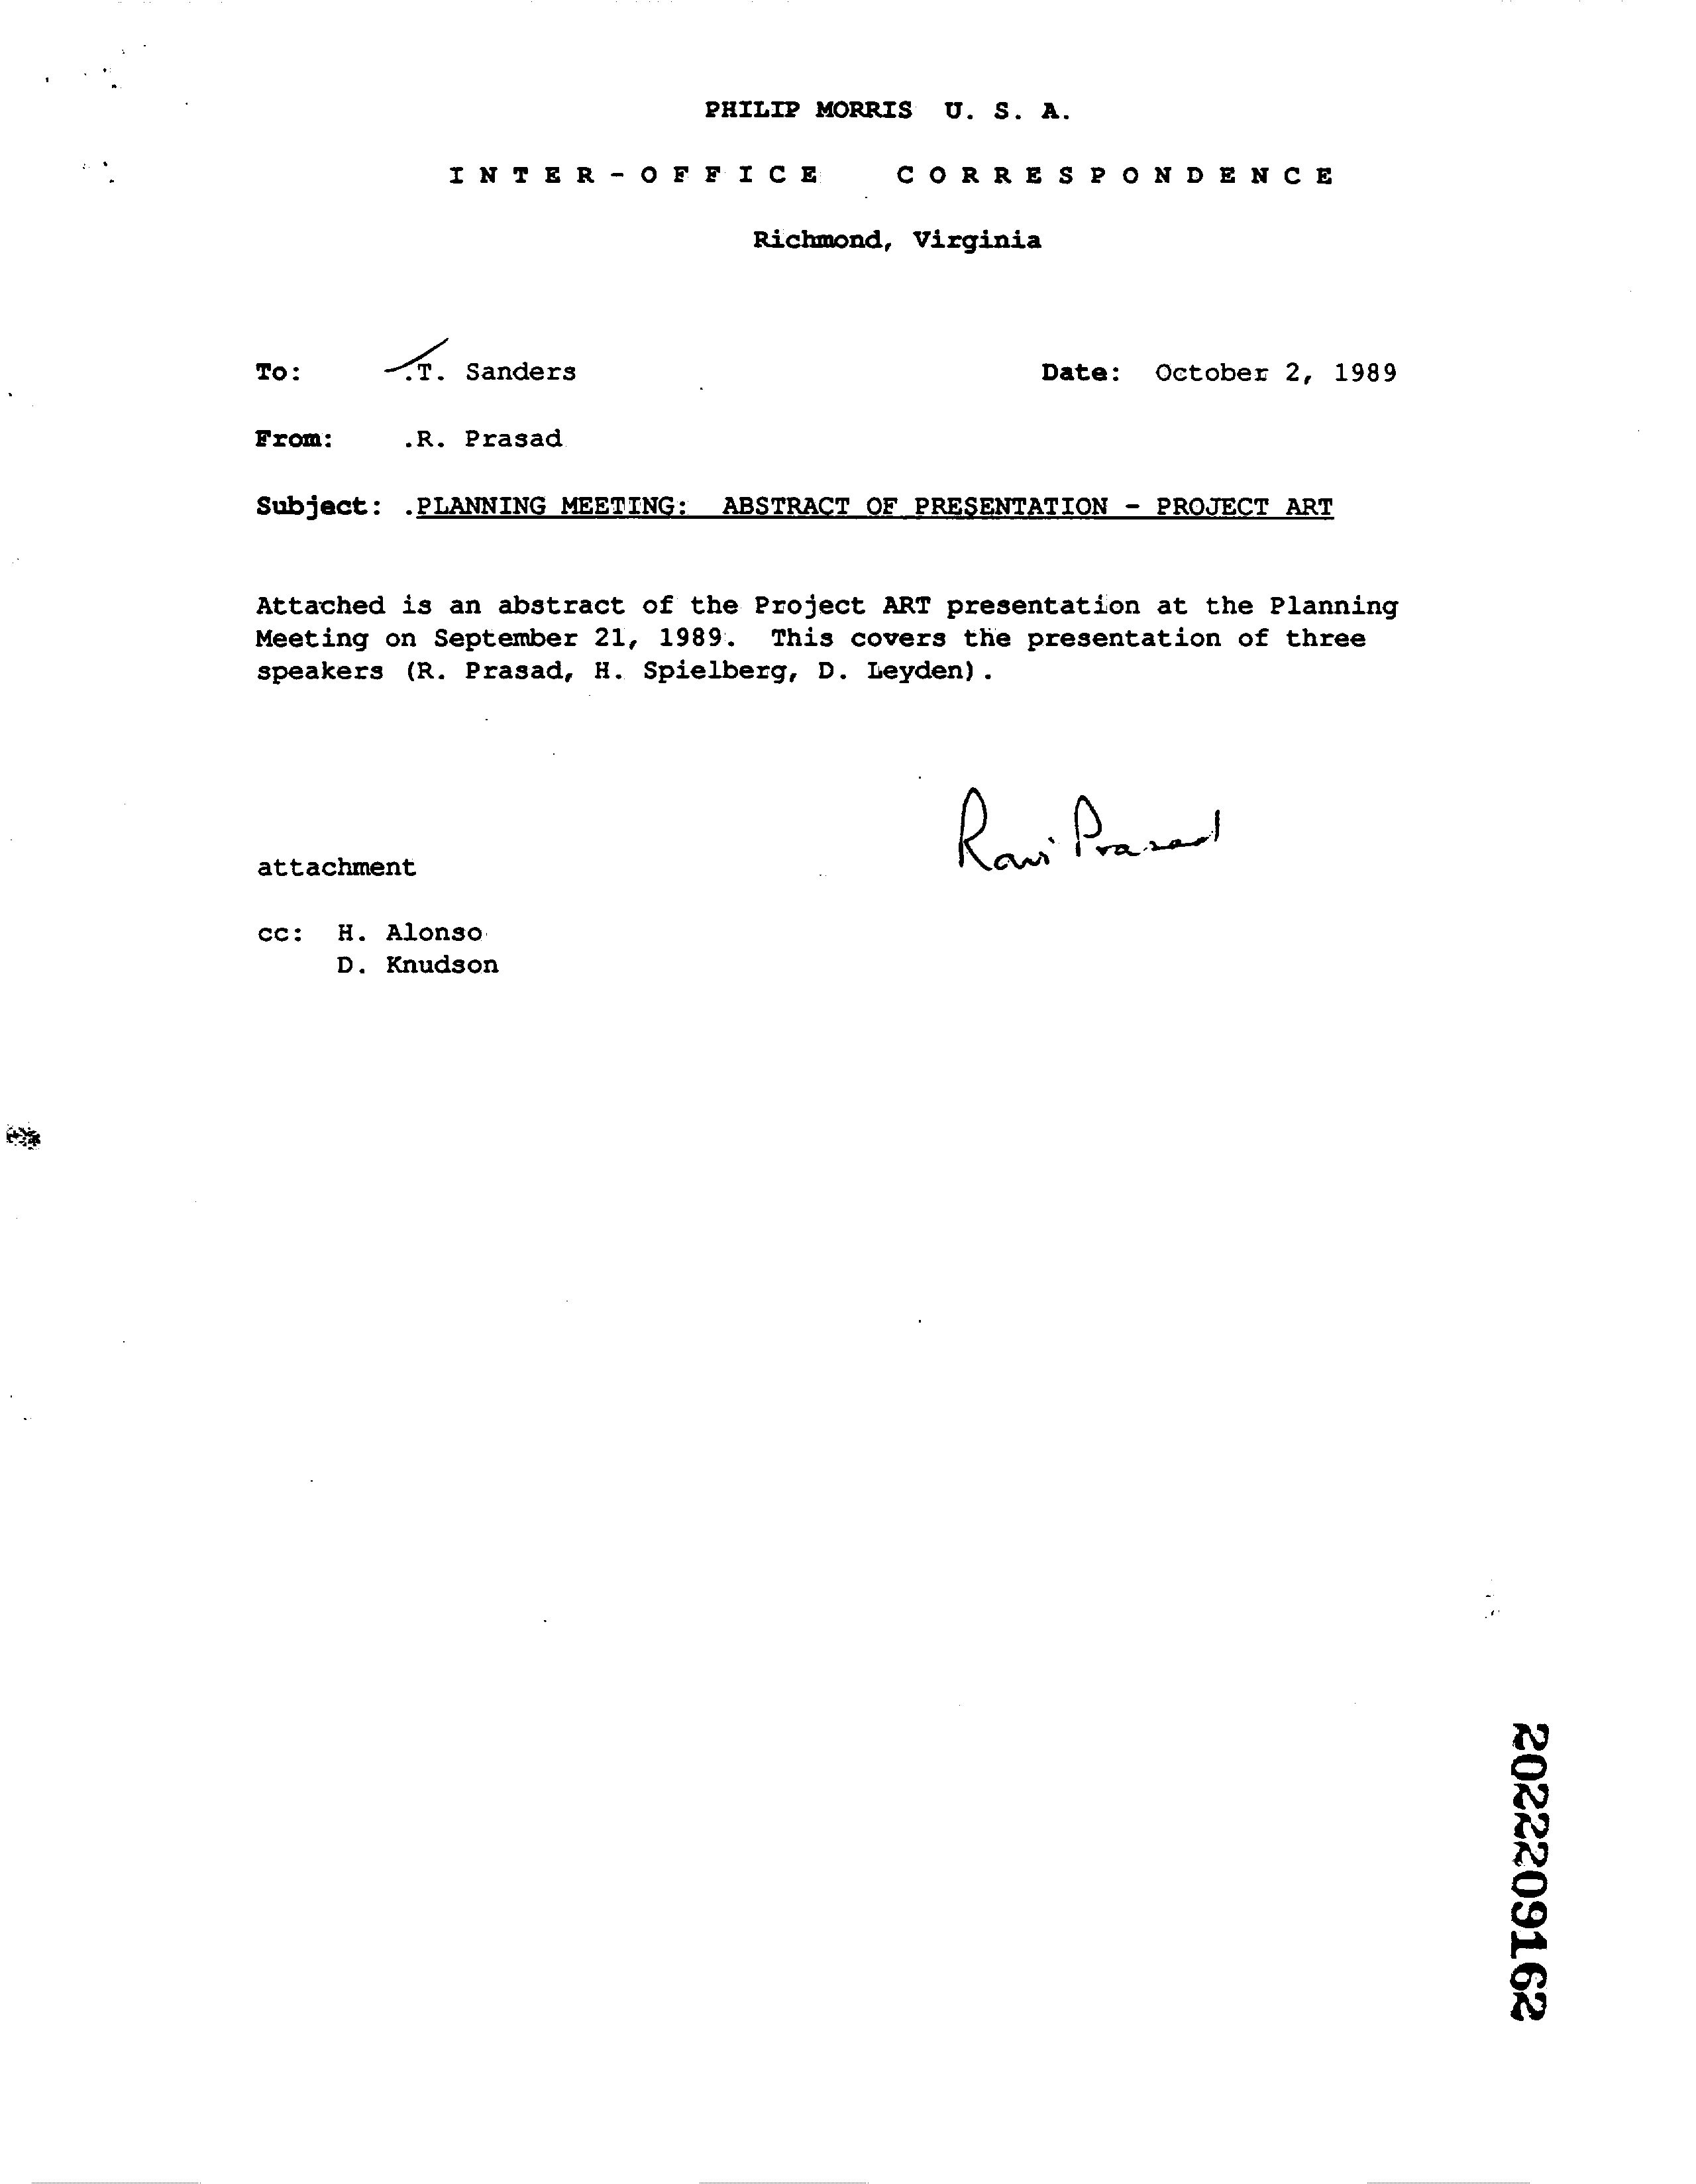 PHILIP MORRIS U. S. A.
INTER-OFFICE CORRESPONDENCE
Richmond, Virginia
To: .T. Sanders Date: October 2, 1989
From: .R. Prasad
Subject: .PLANNING MEETING: ABSTRACT OF PRESENTATION - PROJECT ART
Attached is an abstract of the Project ART presentation at the Planning
Meeting on September 21, 1989. This covers the presentation of three
speakers (R. Prasad, H. Spielberg, D. Leyden).
Ravi Prasad
attachment
cc: H. Alonso
D. Knudson
2022209162